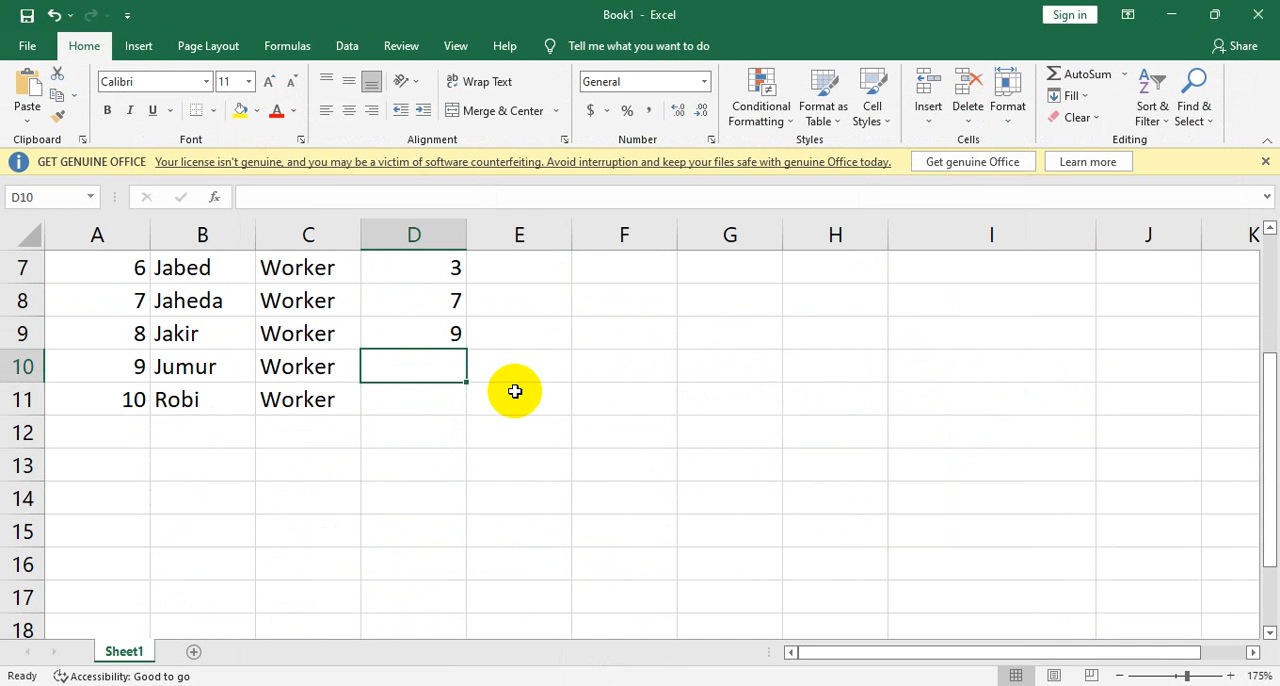 Book1 - Excel
Sign in
File Home Insert Page Layout Formulas Data Review View Help Tell me what you want to do Share
Paste
Calibri 11
A A
B I U A
ab Wrap Text
Merge & Center
General
$ % ,
Conditional Formatting
Format as Table
Cell Styles
Insert Delete Format
AutoSum
Fill
Clear
Sort & Filter
Find & Select
Clipboard Font Alignment Number Styles Cells Editing
GET GENUINE OFFICE Your license isn't genuine, and you may be a victim of software counterfeiting. Avoid interruption and keep your files safe with genuine Office today. Get genuine Office Learn more
D10 fx
A B C D E F G H I J K
7 6 Jabed Worker 3
8 7 Jaheda Worker 7
9 8 Jakir Worker 9
10 9 Jumur Worker
11 10 Robi Worker
12
13
14
15
16
17
18
Sheet1
Ready Accessibility: Good to go 175%